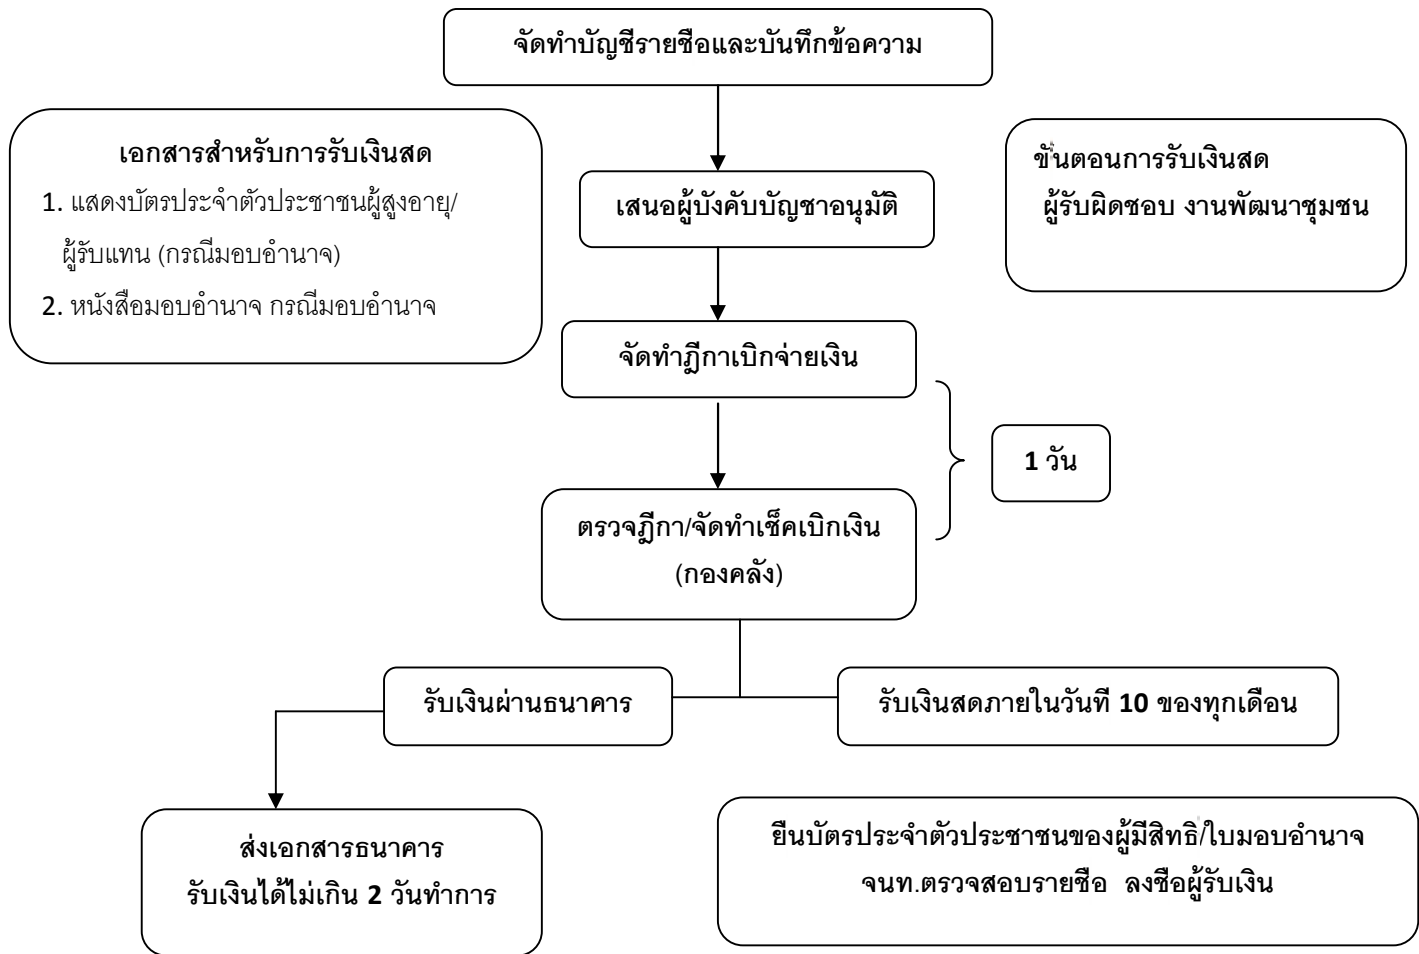 จัดทำบัญชีรายชื่อและบันทึกข้อความ
เอกสารสำหรับการรับเงินสด
1. แสดงบัตรประจำตัวประชาชนผู้สูงอายุ/
ผู้รับแทน (กรณีมอบอำนาจ)
2. หนังสือมอบอำนาจ กรณีมอบอำนาจ
ขั้นตอนการรับเงินสด
ผู้รับผิดชอบ งานพัฒนาชุมชน
เสนอผู้บังคับบัญชาอนุมัติ
จัดทำฎีกาเบิกจ่ายเงิน
1 วัน
ตรวจฎีกา/จัดทำเช็คเบิกเงิน
(กองคลัง)
รับเงินผ่านธนาคาร
รับเงินสดภายในวันที่ 10 ของทุกเดือน
ส่งเอกสารธนาคาร
รับเงินได้ไม่เกิน 2 วันทำการ
ยื่นบัตรประจำตัวประชาชนของผู้มีสิทธิ/ใบมอบอำนาจ
จนท.ตรวจสอบรายชื่อ ลงชื่อผู้รับเงิน